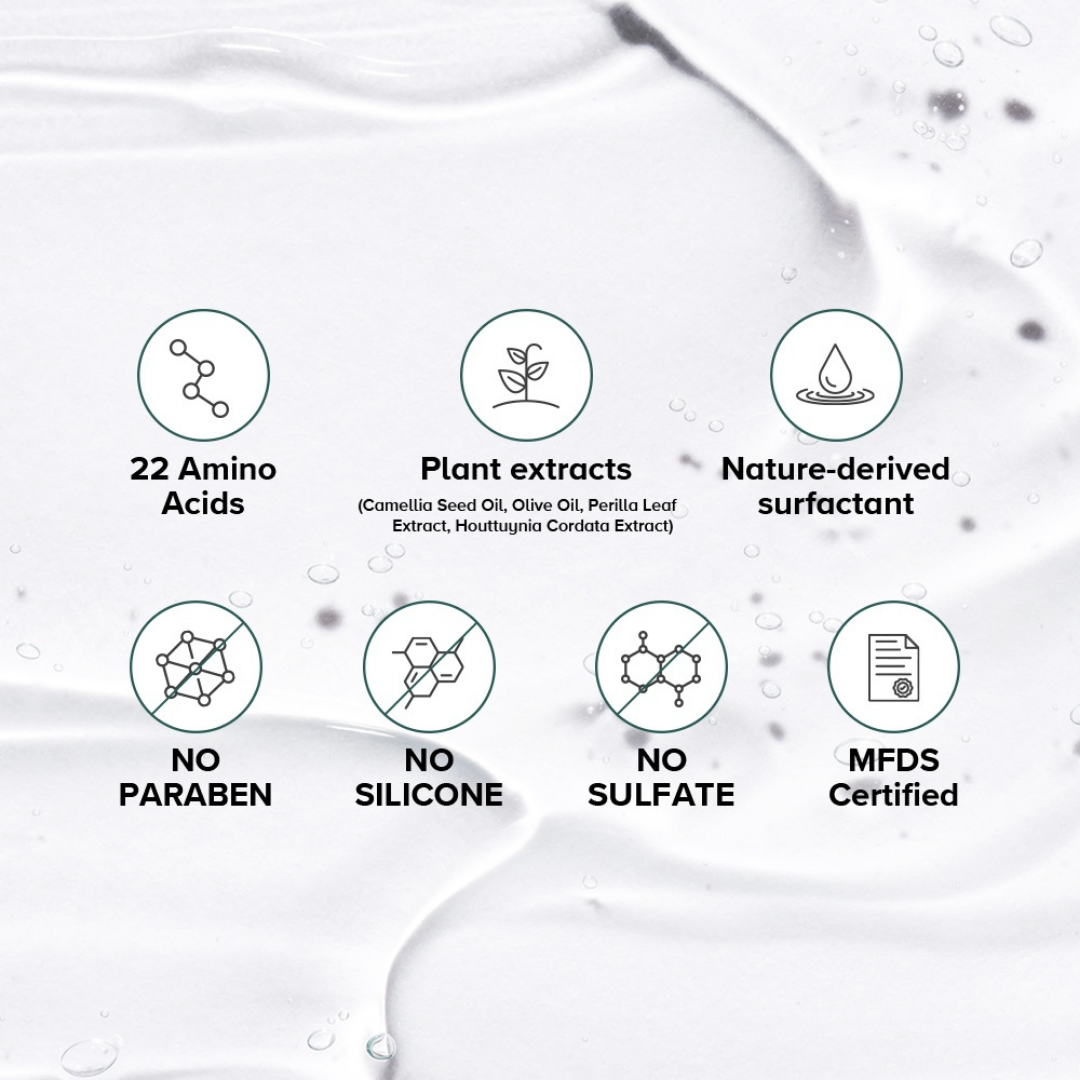 22 Amino
Acids
Plant extracts
(Camellia Seed Oil, Olive Oil, Perilla Leaf
Extract, Houttuynia Cordata Extract)
Nature-derived
surfactant
NO
PARABEN
NO
SILICONE
NO
SULFATE
MFDS
Certified